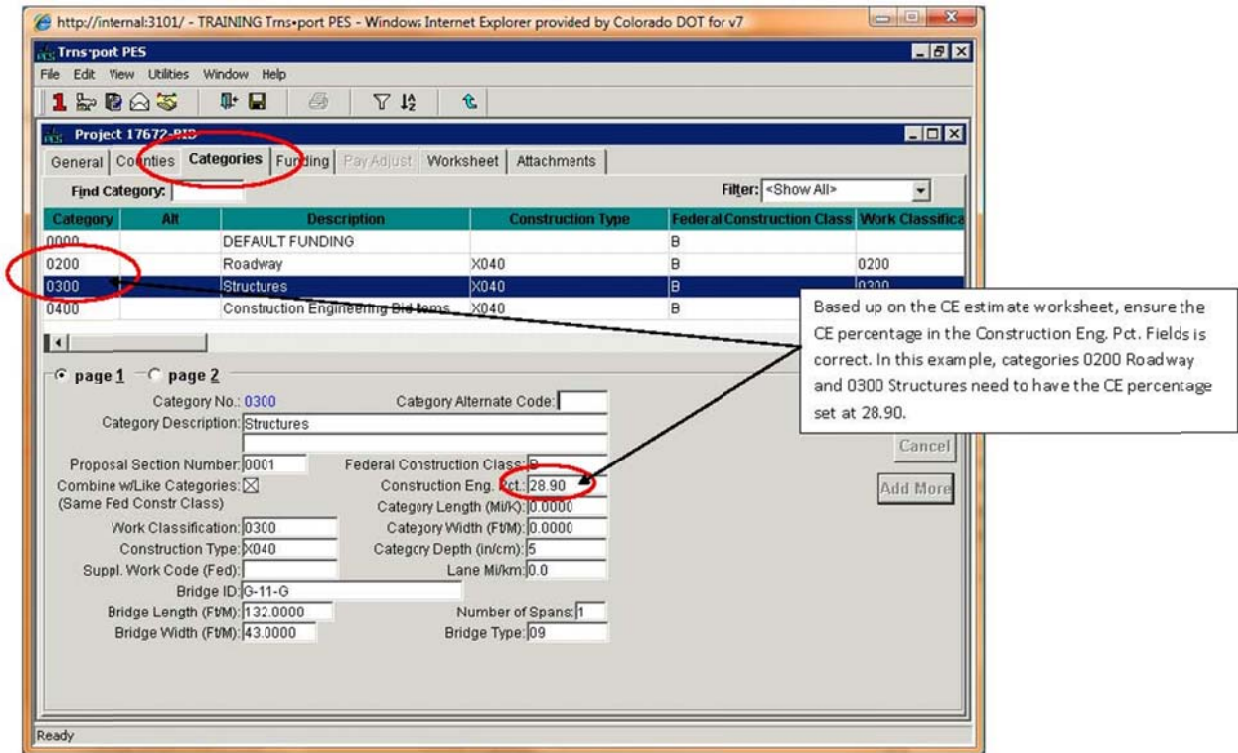 http://internal:3101/ - TRAINING Trns•port PES - Windows Internet Explorer provided by Colorado DOT for v7
Trns•port PES
File Edit View Utilities Window Help
Project 17672-BID
General Counties Categories Funding Pay Adjust Worksheet Attachments
Find Category: Filter: <Show All>
Category Alt Description Construction Type Federal Construction Class Work Classifica
0000 DEFAULT FUNDING B
0200 Roadway X040 B 0200
0300 Structures X040 B 0300
0400 Construction Engineering Bid Items X040 B
Based up on the CE estimate worksheet, ensure the
CE percentage in the Construction Eng. Pct. Fields is
correct. In this example, categories 0200 Roadway
and 0300 Structures need to have the CE percentage
set at 28.90.
page 1 page 2
Category No.: 0300 Category Alternate Code:
Category Description: Structures
Cancel
Proposal Section Number: 0001 Federal Construction Class: B
Combine w/Like Categories: Construction Eng. Pct.: 28.90
Add More
(Same Fed Constr Class) Category Length (Mi/K): 0.0000
Work Classification: 0300 Category Width (Ft/M): 0.0000
Construction Type: X040 Category Depth (in/cm): 5
Suppl. Work Code (Fed): Lane Mi/km: 0.0
Bridge ID: G-11-G
Bridge Length (Ft/M): 132.0000 Number of Spans: 1
Bridge Width (Ft/M): 43.0000 Bridge Type: 09
Ready